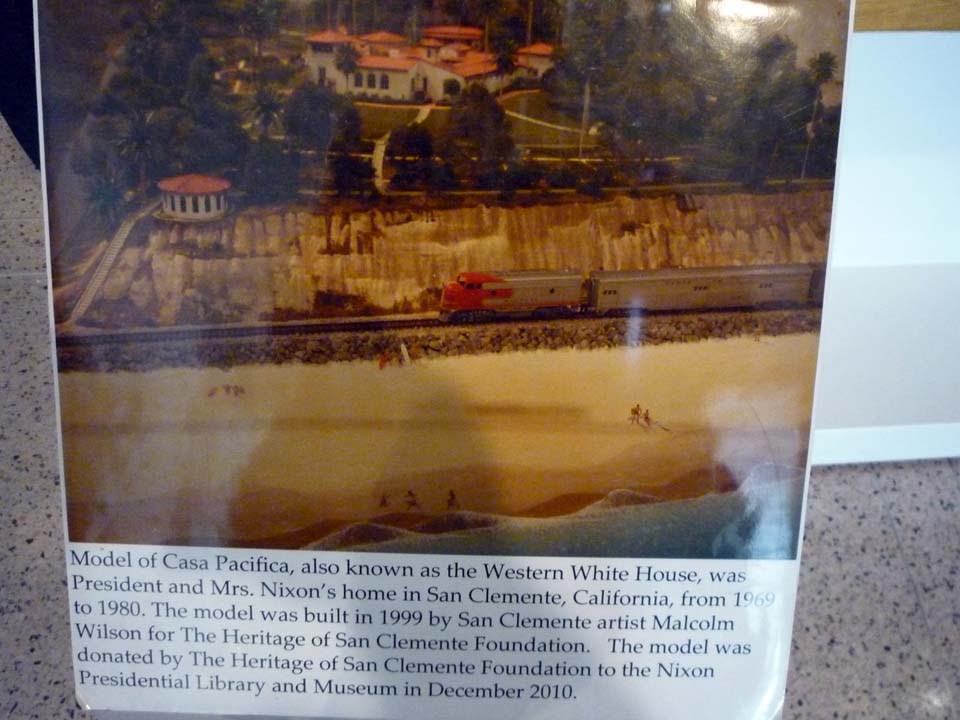 Model of Casa Pacifica, also known as the Western White House, was
President and Mrs. Nixon's home in San Clemente, California, from 1969
to 1980. The model was built in 1999 by San Clemente artist Malcolm
Wilson for The Heritage of San Clemente Foundation. The model was
donated by The Heritage of San Clemente Foundation to the Nixon
Presidential Library and Museum in December 2010.